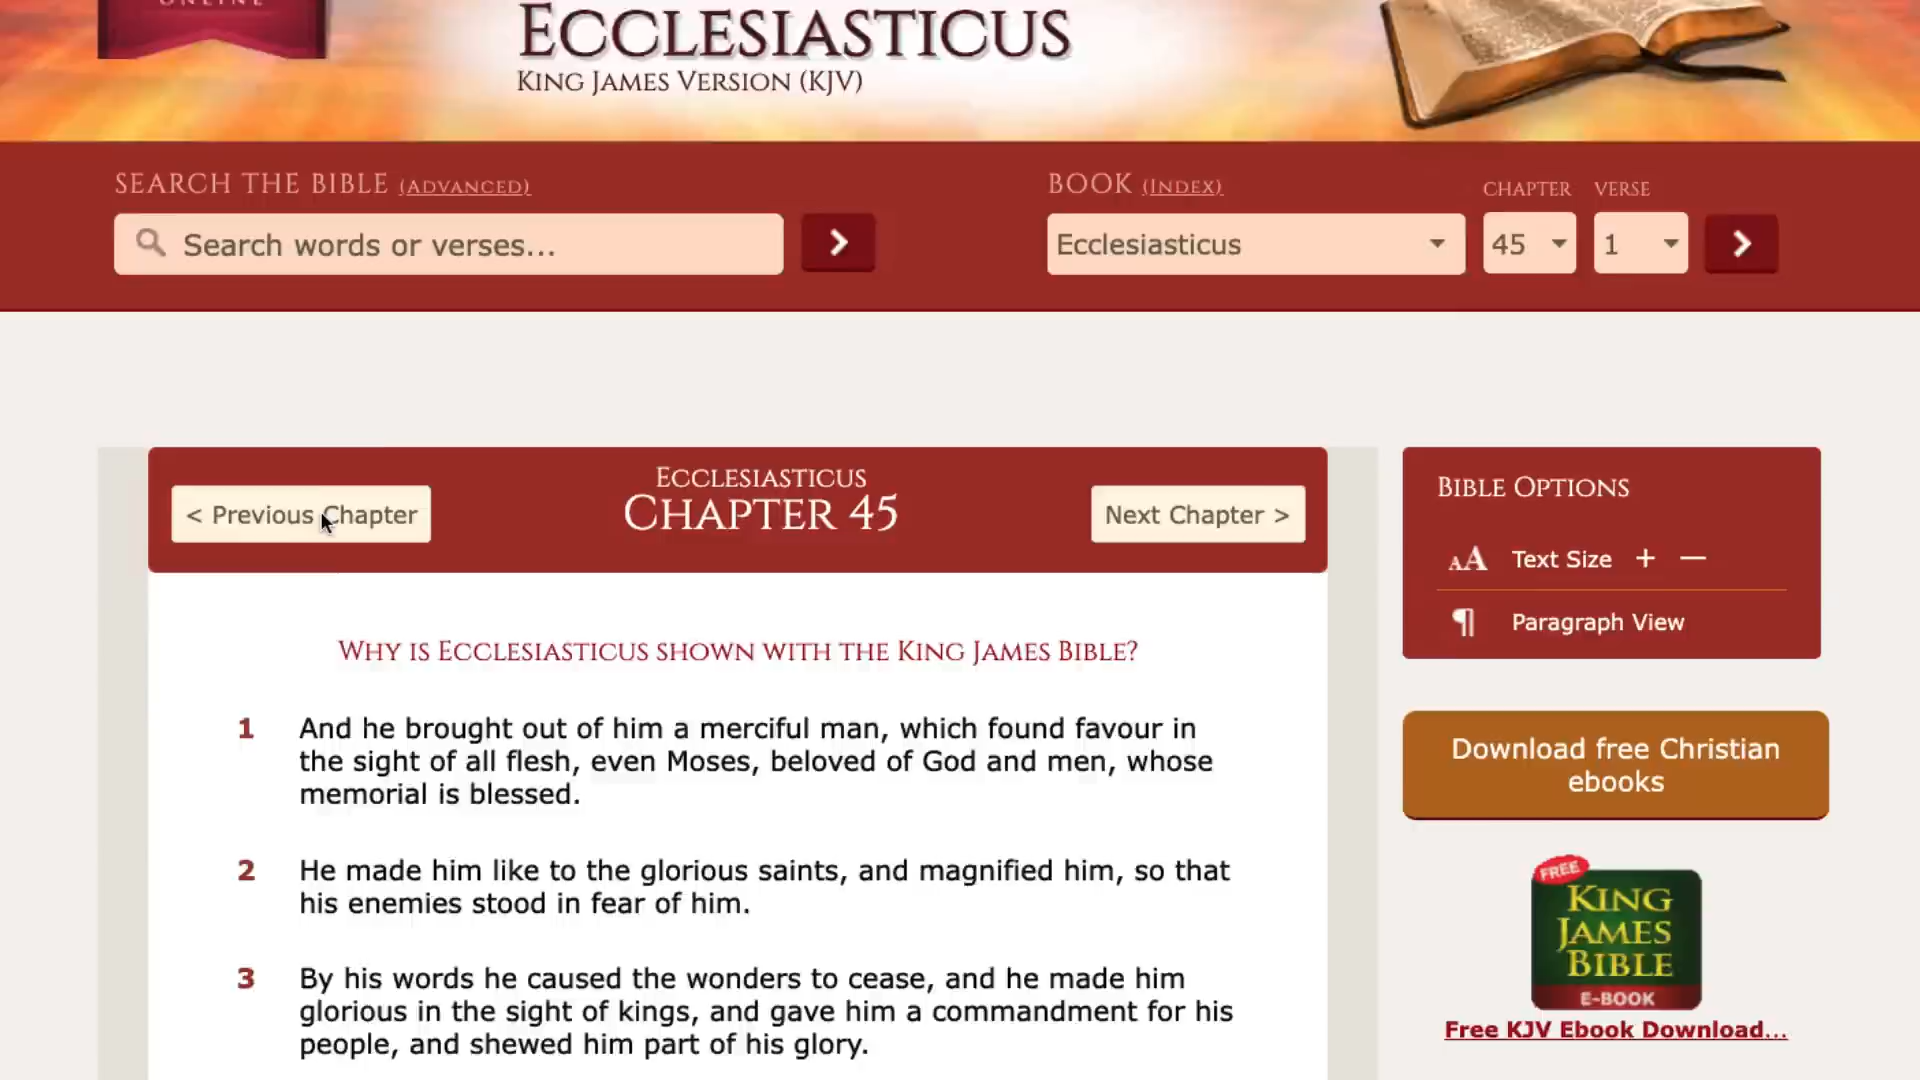 ONLINE
ECCLESIASTICUS
KING JAMES VERSION (KJV)
SEARCH THE BIBLE (ADVANCED)
BOOK (INDEX)
CHAPTER VERSE
Search words or verses...
Ecclesiasticus
45
1
ECCLESIASTICUS
CHAPTER 45
< Previous Chapter
Next Chapter >
WHY IS ECCLESIASTICUS SHOWN WITH THE KING JAMES BIBLE?
1 And he brought out of him a merciful man, which found favour in
the sight of all flesh, even Moses, beloved of God and men, whose
memorial is blessed.
2 He made him like to the glorious saints, and magnified him, so that
his enemies stood in fear of him.
3 By his words he caused the wonders to cease, and he made him
glorious in the sight of kings, and gave him a commandment for his
people, and shewed him part of his glory.
BIBLE OPTIONS
AA Text Size + —
¶ Paragraph View
Download free Christian
ebooks
FREE
KING
JAMES
BIBLE
E-BOOK
Free KJV Ebook Download...